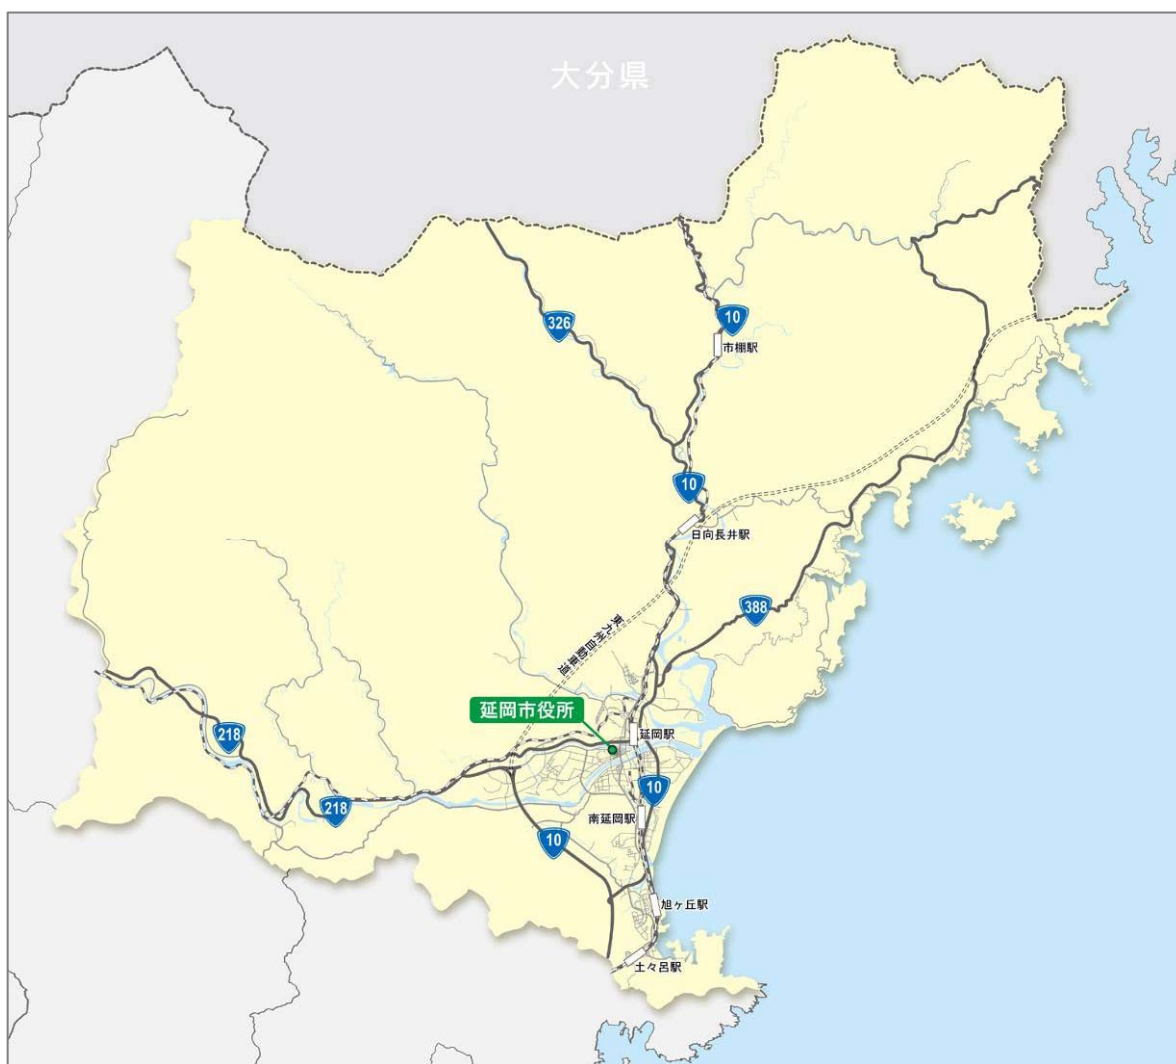 大分県
326
10
市棚駅
10
日向長井駅
388
東九州自動車道
延岡市役所
延岡駅
218
10
218
南延岡駅
10
旭ヶ丘駅
土々呂駅